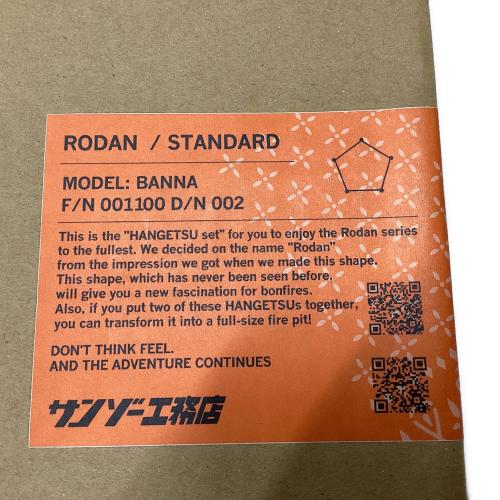 RODAN / STANDARD
MODEL: BANNA
F/N 001100 D/N 002
This is the "HANGETSU set" for you to enjoy the Rodan series
to the fullest. We decided on the name "Rodan"
from the impression we got when we made this shape.
This shape, which has never been seen before,
will give you a new fascination for bonfires.
Also, if you put two of these HANGETSUs together,
you can transform it into a full-size fire pit!
DON'T THINK FEEL.
AND THE ADVENTURE CONTINUES
サンゾー工務店